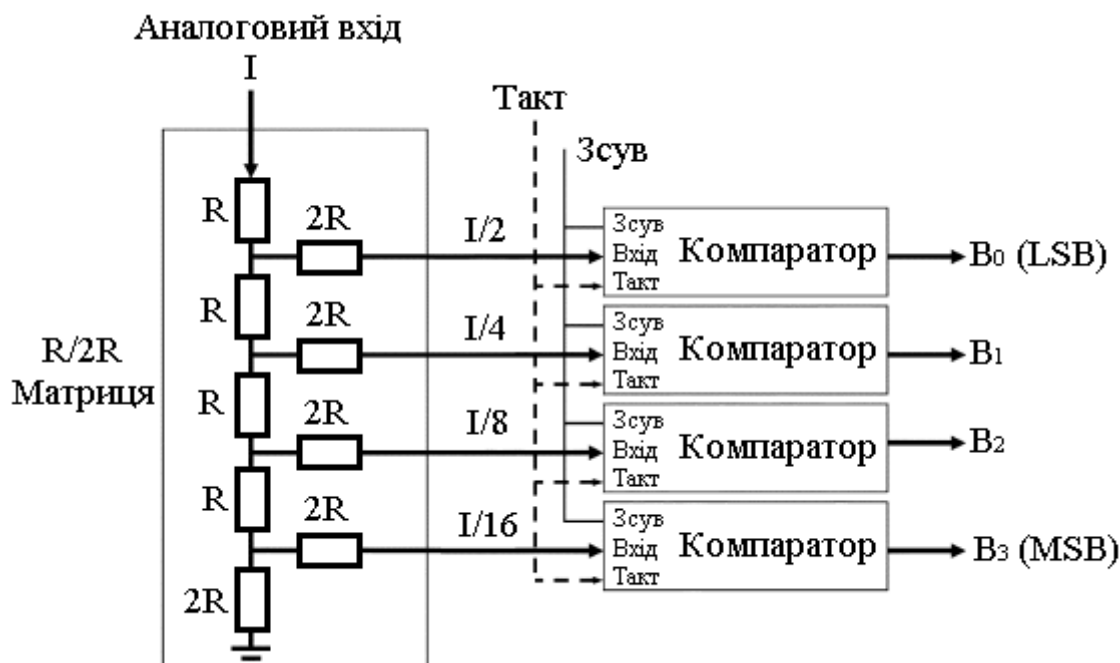 Аналоговий вхід
I
Такт
Зсув
R
2R
I/2
Зсув
Вхід
Такт
Компаратор
B0 (LSB)
R
2R
I/4
Зсув
Вхід
Такт
Компаратор
B1
R/2R
Матриця
R
2R
I/8
Зсув
Вхід
Такт
Компаратор
B2
R
2R
I/16
Зсув
Вхід
Такт
Компаратор
B3 (MSB)
2R